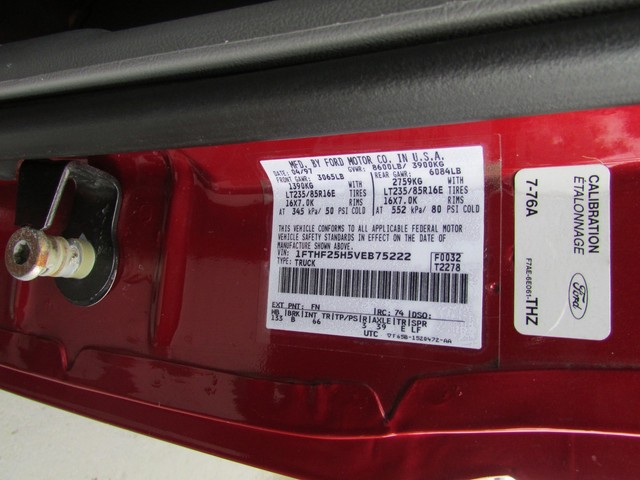 MFD. BY FORD MOTOR CO. IN U.S.A.
DATE: 04/97 GVWR: 8600LB/ 3900KG
FRONT GAWR: 3065LB REAR GAWR: 6084LB
1390KG WITH 2759KG WITH
LT235/85R16E TIRES LT235/85R16E TIRES
16X7.0K RIMS 16X7.0K RIMS
AT 345 kPa/ 50 PSI COLD AT 552 kPa/ 80 PSI COLD
THIS VEHICLE CONFORMS TO ALL APPLICABLE FEDERAL MOTOR
VEHICLE SAFETY STANDARDS IN EFFECT ON THE DATE OF
MANUFACTURE SHOWN ABOVE.
VIN: 1FTHF25H5VEB75222 F0032
TYPE: TRUCK T2278
EXT PNT: FN RC: 74 DSO:
WB BRK INT TR TP/PS R AXLE TR SPR
133 B 66 3 39 E LF
UTC
CALIBRATION
ÉTALONNAGE
7-76A
Ford
F7AE-6E061-THZ